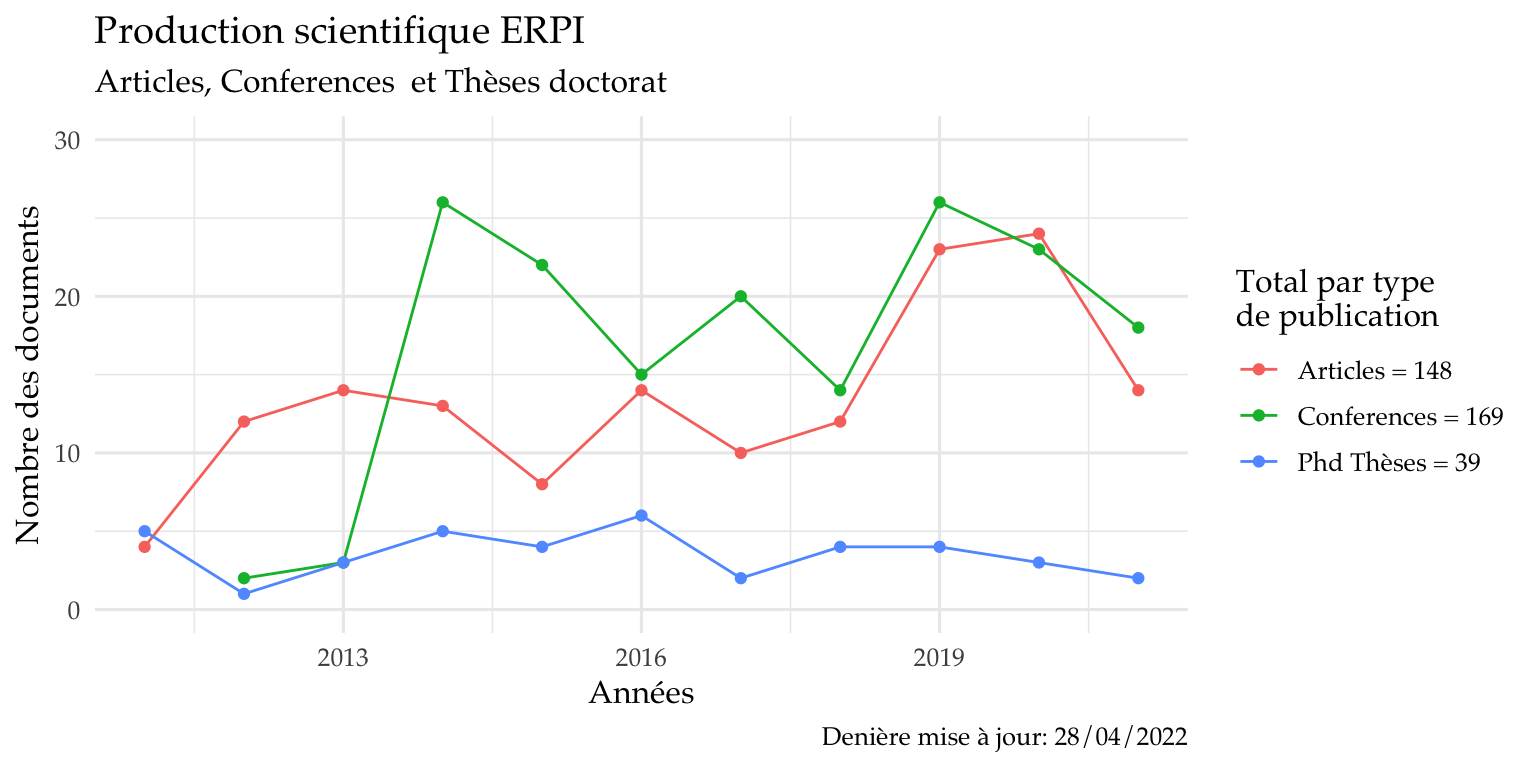 Production scientifique ERPI
Articles, Conferences  et Thèses doctorat
30
20
10
0
Nombre des documents
2013
2016
2019
Années
Total par type
de publication
Articles = 148
Conferences = 169
Phd Thèses = 39
Denière mise à jour: 28/04/2022